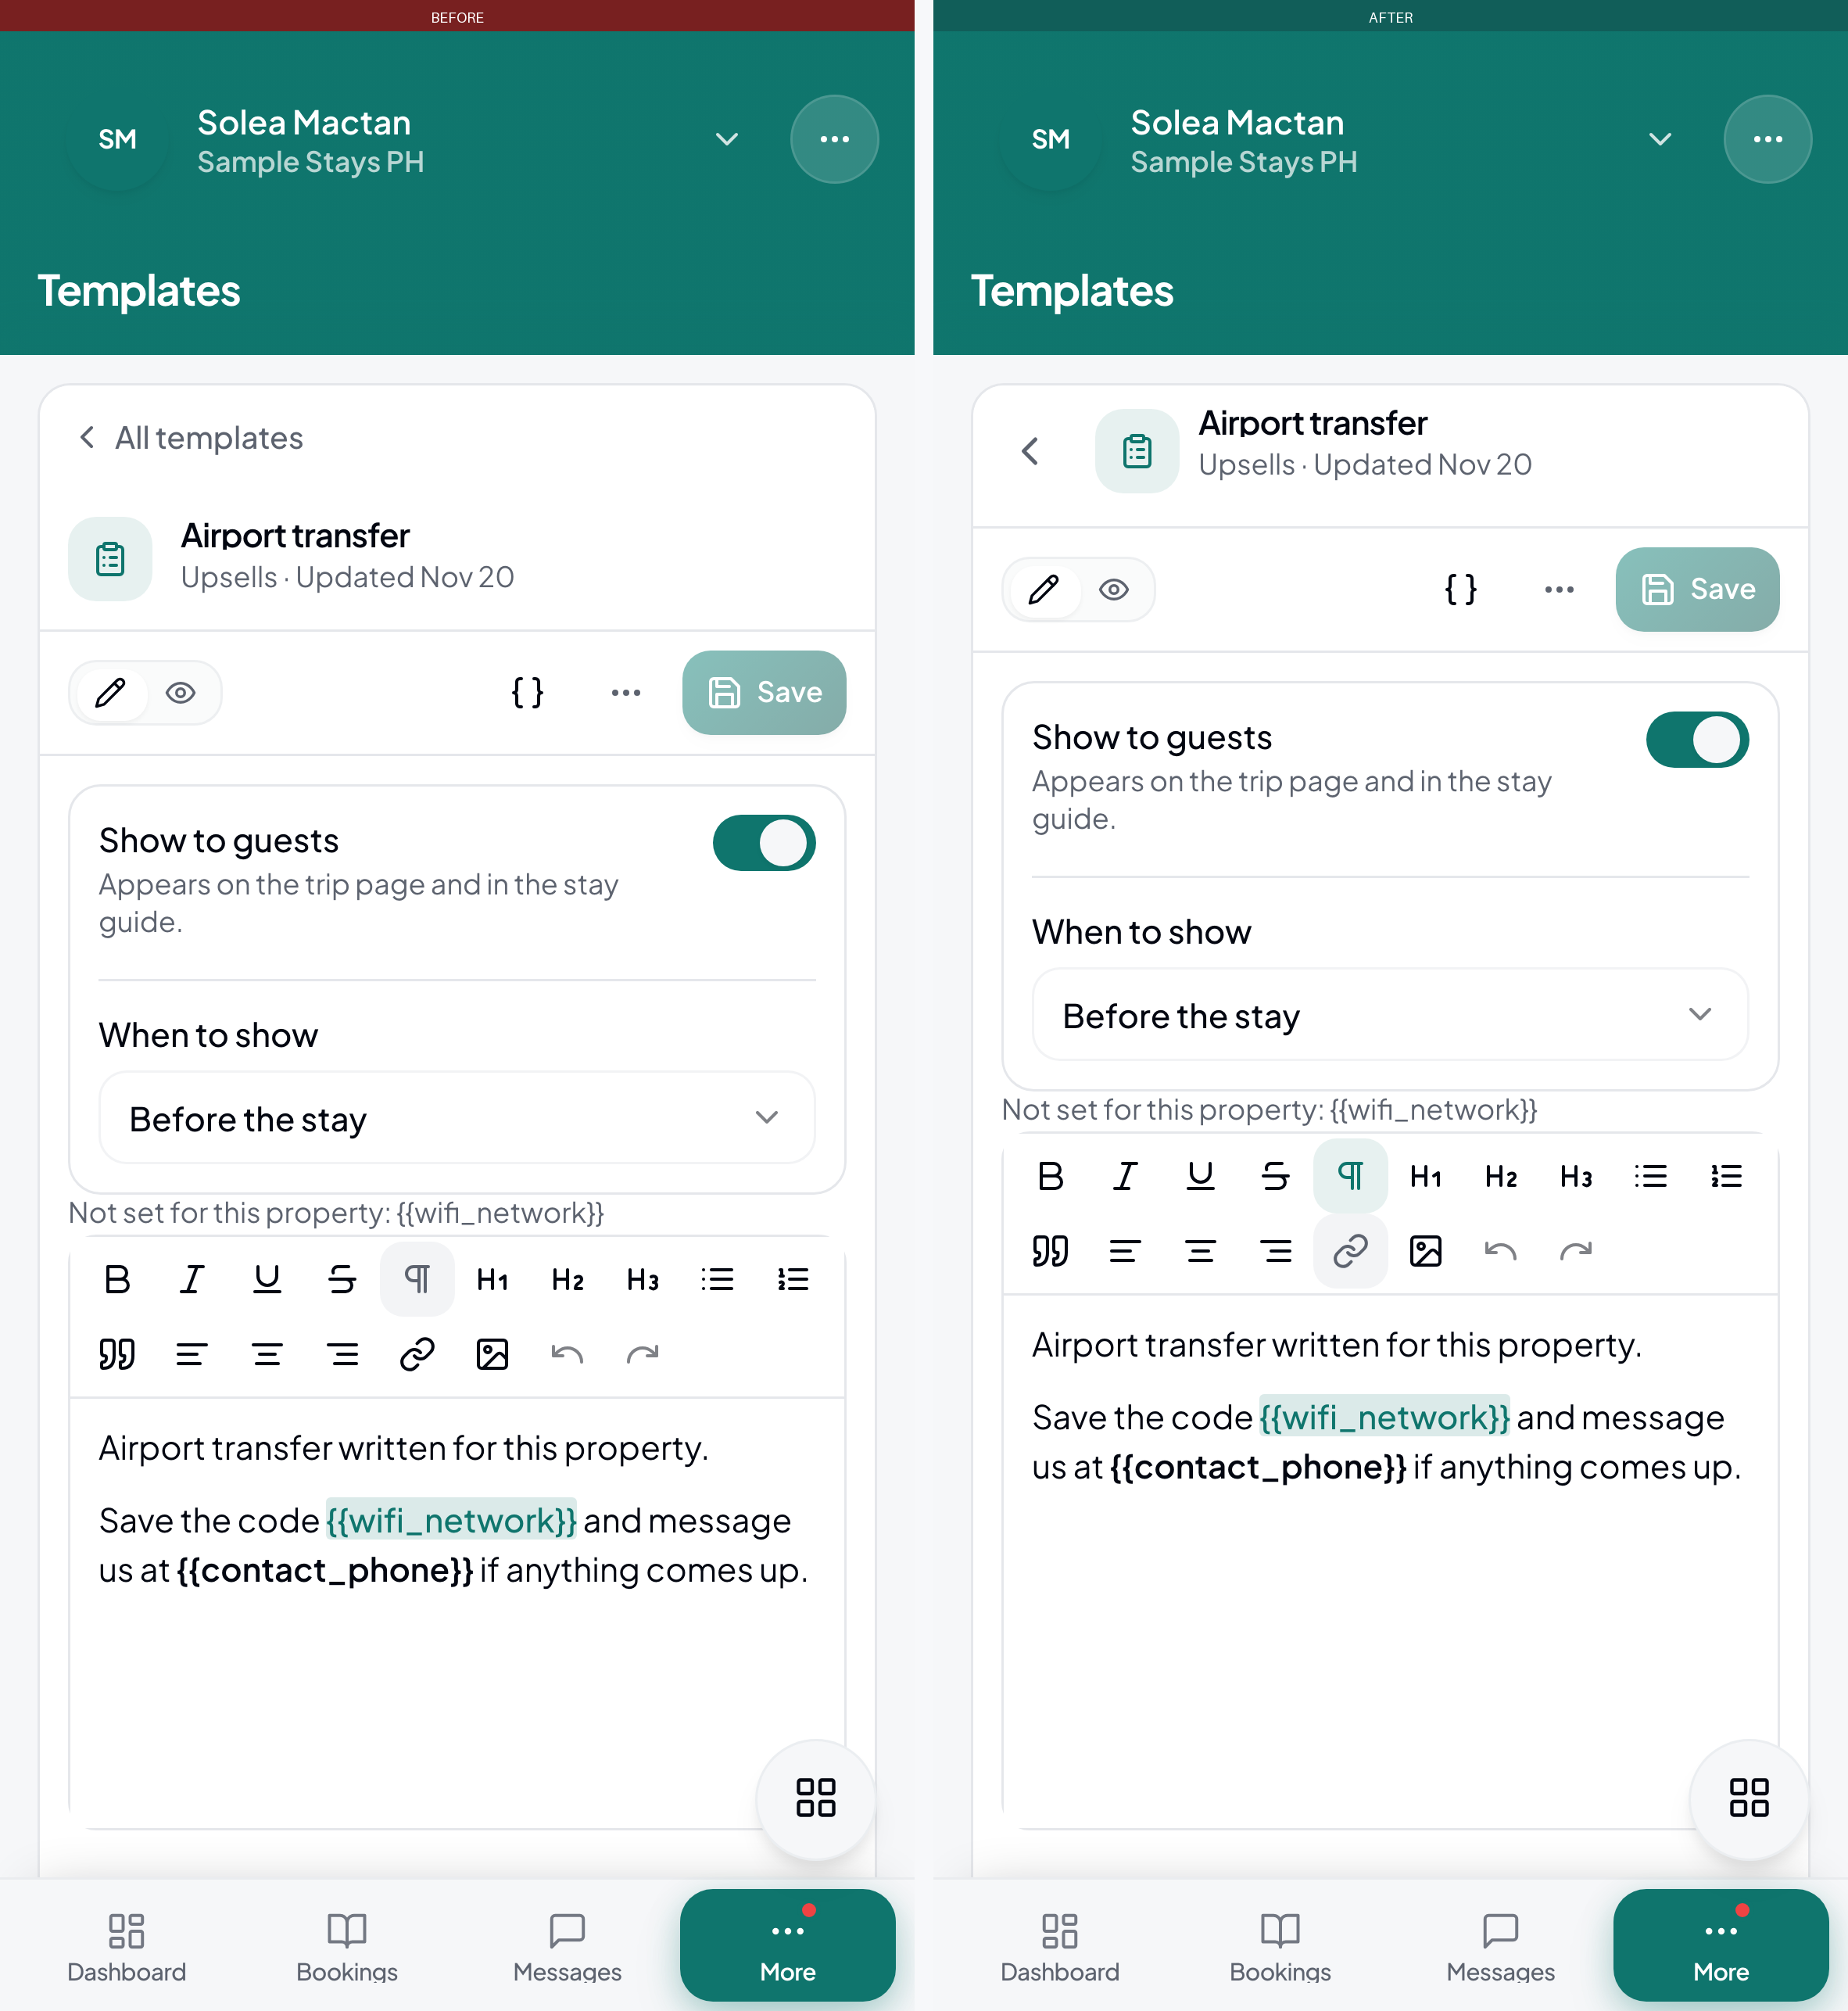 BEFORE
SM
Solea Mactan
Sample Stays PH
Templates
All templates
Airport transfer
Upsells · Updated Nov 20
{ }
Save
Show to guests
Appears on the trip page and in the stay
guide.
When to show
Before the stay
Not set for this property: {{wifi_network}}
B I U S ¶ H1 H2 H3
Airport transfer written for this property.
Save the code {{wifi_network}} and message
us at {{contact_phone}} if anything comes up.
Dashboard
Bookings
Messages
More
AFTER
SM
Solea Mactan
Sample Stays PH
Templates
Airport transfer
Upsells · Updated Nov 20
{ }
Save
Show to guests
Appears on the trip page and in the stay
guide.
When to show
Before the stay
Not set for this property: {{wifi_network}}
B I U S ¶ H1 H2 H3
Airport transfer written for this property.
Save the code {{wifi_network}} and message
us at {{contact_phone}} if anything comes up.
Dashboard
Bookings
Messages
More